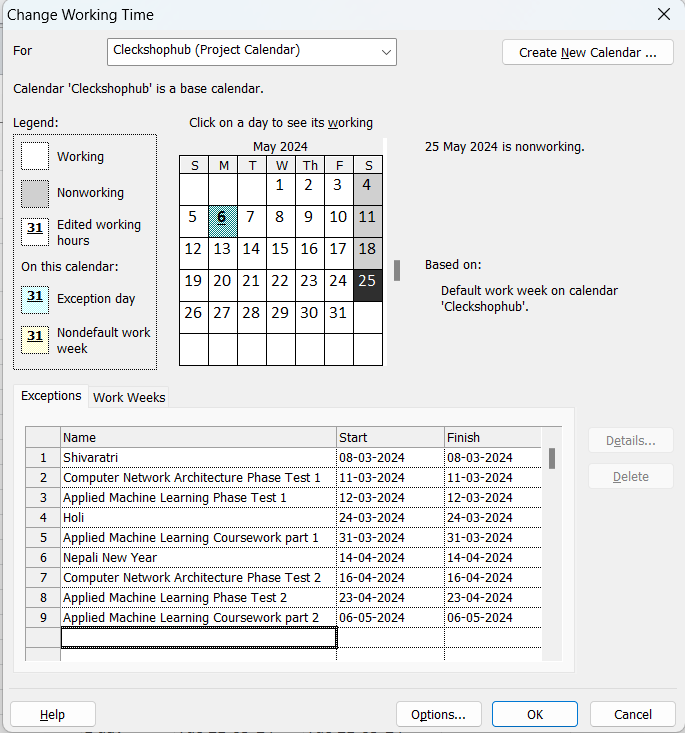 Change Working Time
For
Cleckshophub (Project Calendar)
Create New Calendar ...
Calendar 'Cleckshophub' is a base calendar.
Legend:
Working
Nonworking
31 Edited working hours
On this calendar:
31 Exception day
31 Nondefault work week
Click on a day to see its working
May 2024
S M T W Th F S
1 2 3 4
5 6 7 8 9 10 11
12 13 14 15 16 17 18
19 20 21 22 23 24 25
26 27 28 29 30 31
25 May 2024 is nonworking.
Based on:
Default work week on calendar
'Cleckshophub'.
Exceptions Work Weeks
Name Start Finish
1 Shivaratri 08-03-2024 08-03-2024
2 Computer Network Architecture Phase Test 1 11-03-2024 11-03-2024
3 Applied Machine Learning Phase Test 1 12-03-2024 12-03-2024
4 Holi 24-03-2024 24-03-2024
5 Applied Machine Learning Coursework part 1 31-03-2024 31-03-2024
6 Nepali New Year 14-04-2024 14-04-2024
7 Computer Network Architecture Phase Test 2 16-04-2024 16-04-2024
8 Applied Machine Learning Phase Test 2 23-04-2024 23-04-2024
9 Applied Machine Learning Coursework part 2 06-05-2024 06-05-2024
Details...
Delete
Help
Options...
OK
Cancel